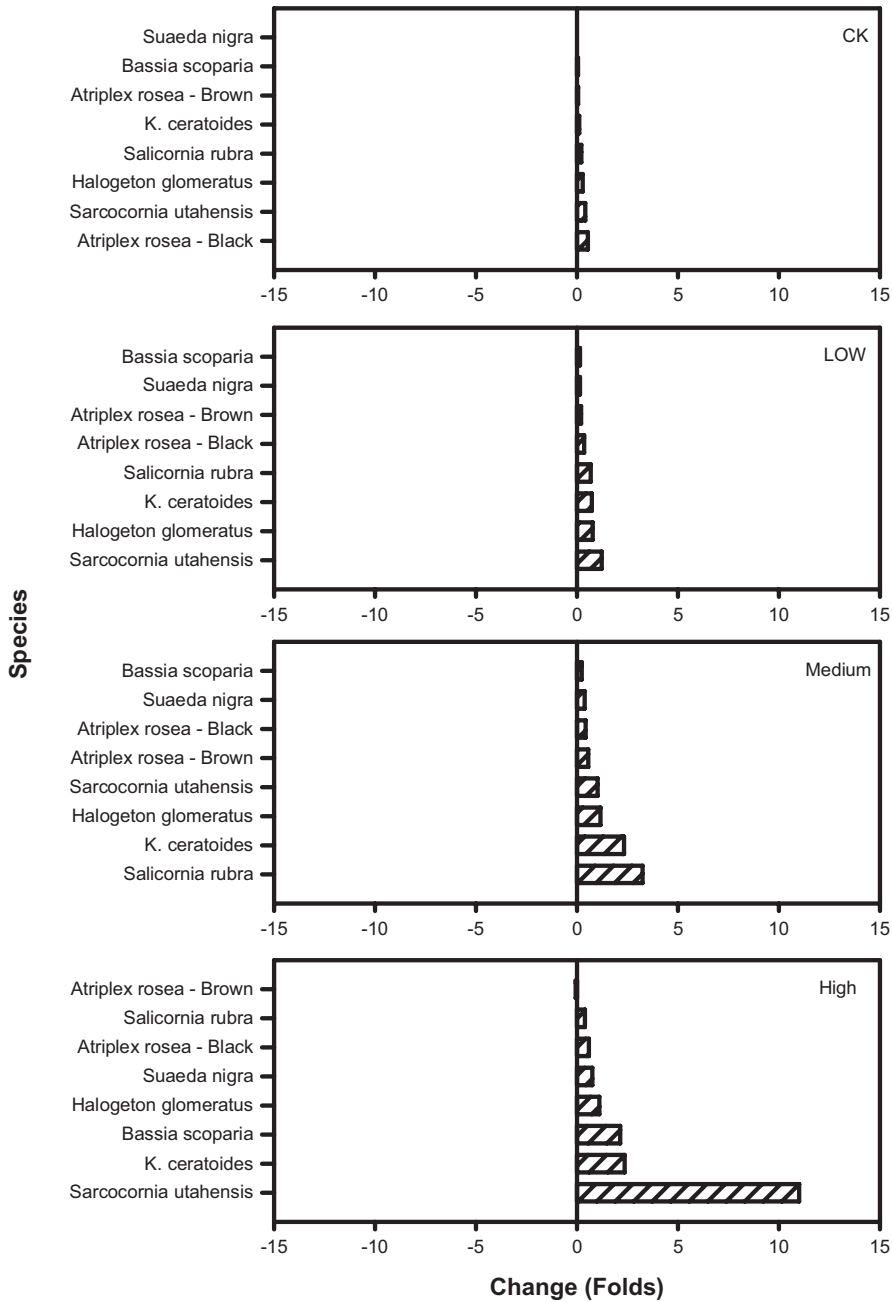 CK
Suaeda nigra
Bassia scoparia
Atriplex rosea - Brown
K. ceratoides
Salicornia rubra
Halogeton glomeratus
Sarcocornia utahensis
Atriplex rosea - Black
-15 -10 -5 0 5 10 15
LOW
Bassia scoparia
Suaeda nigra
Atriplex rosea - Brown
Atriplex rosea - Black
Salicornia rubra
K. ceratoides
Halogeton glomeratus
Sarcocornia utahensis
-15 -10 -5 0 5 10 15
Species
Medium
Bassia scoparia
Suaeda nigra
Atriplex rosea - Black
Atriplex rosea - Brown
Sarcocornia utahensis
Halogeton glomeratus
K. ceratoides
Salicornia rubra
-15 -10 -5 0 5 10 15
High
Atriplex rosea - Brown
Salicornia rubra
Atriplex rosea - Black
Suaeda nigra
Halogeton glomeratus
Bassia scoparia
K. ceratoides
Sarcocornia utahensis
-15 -10 -5 0 5 10 15
Change (Folds)